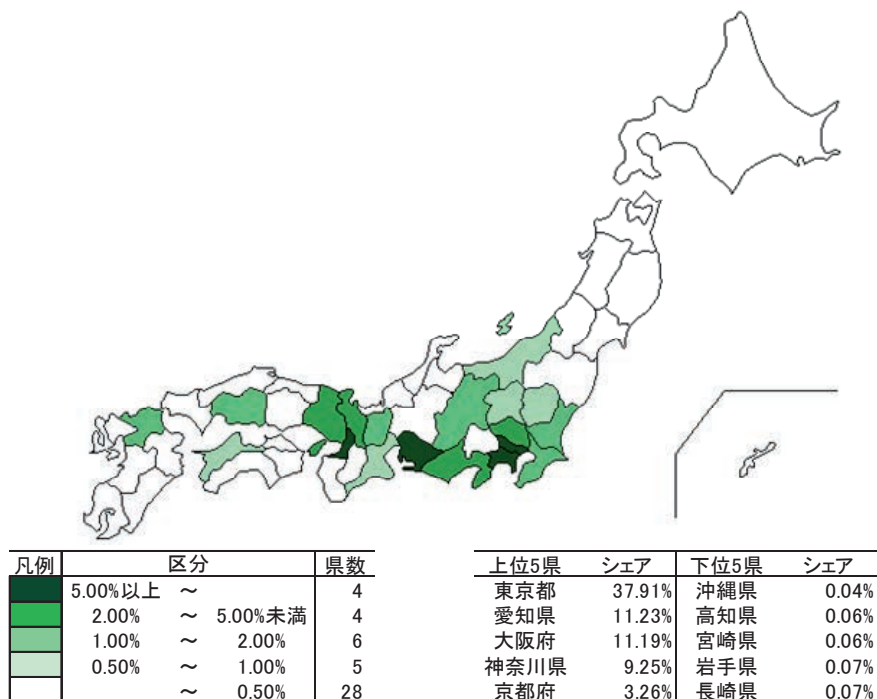 凡例 区分 県数
5.00%以上 ～ 4
2.00% ～ 5.00%未満 4
1.00% ～ 2.00% 6
0.50% ～ 1.00% 5
～ 0.50% 28
上位5県 シェア 下位5県 シェア
東京都 37.91% 沖縄県 0.04%
愛知県 11.23% 高知県 0.06%
大阪府 11.19% 宮崎県 0.06%
神奈川県 9.25% 岩手県 0.07%
京都府 3.26% 長崎県 0.07%